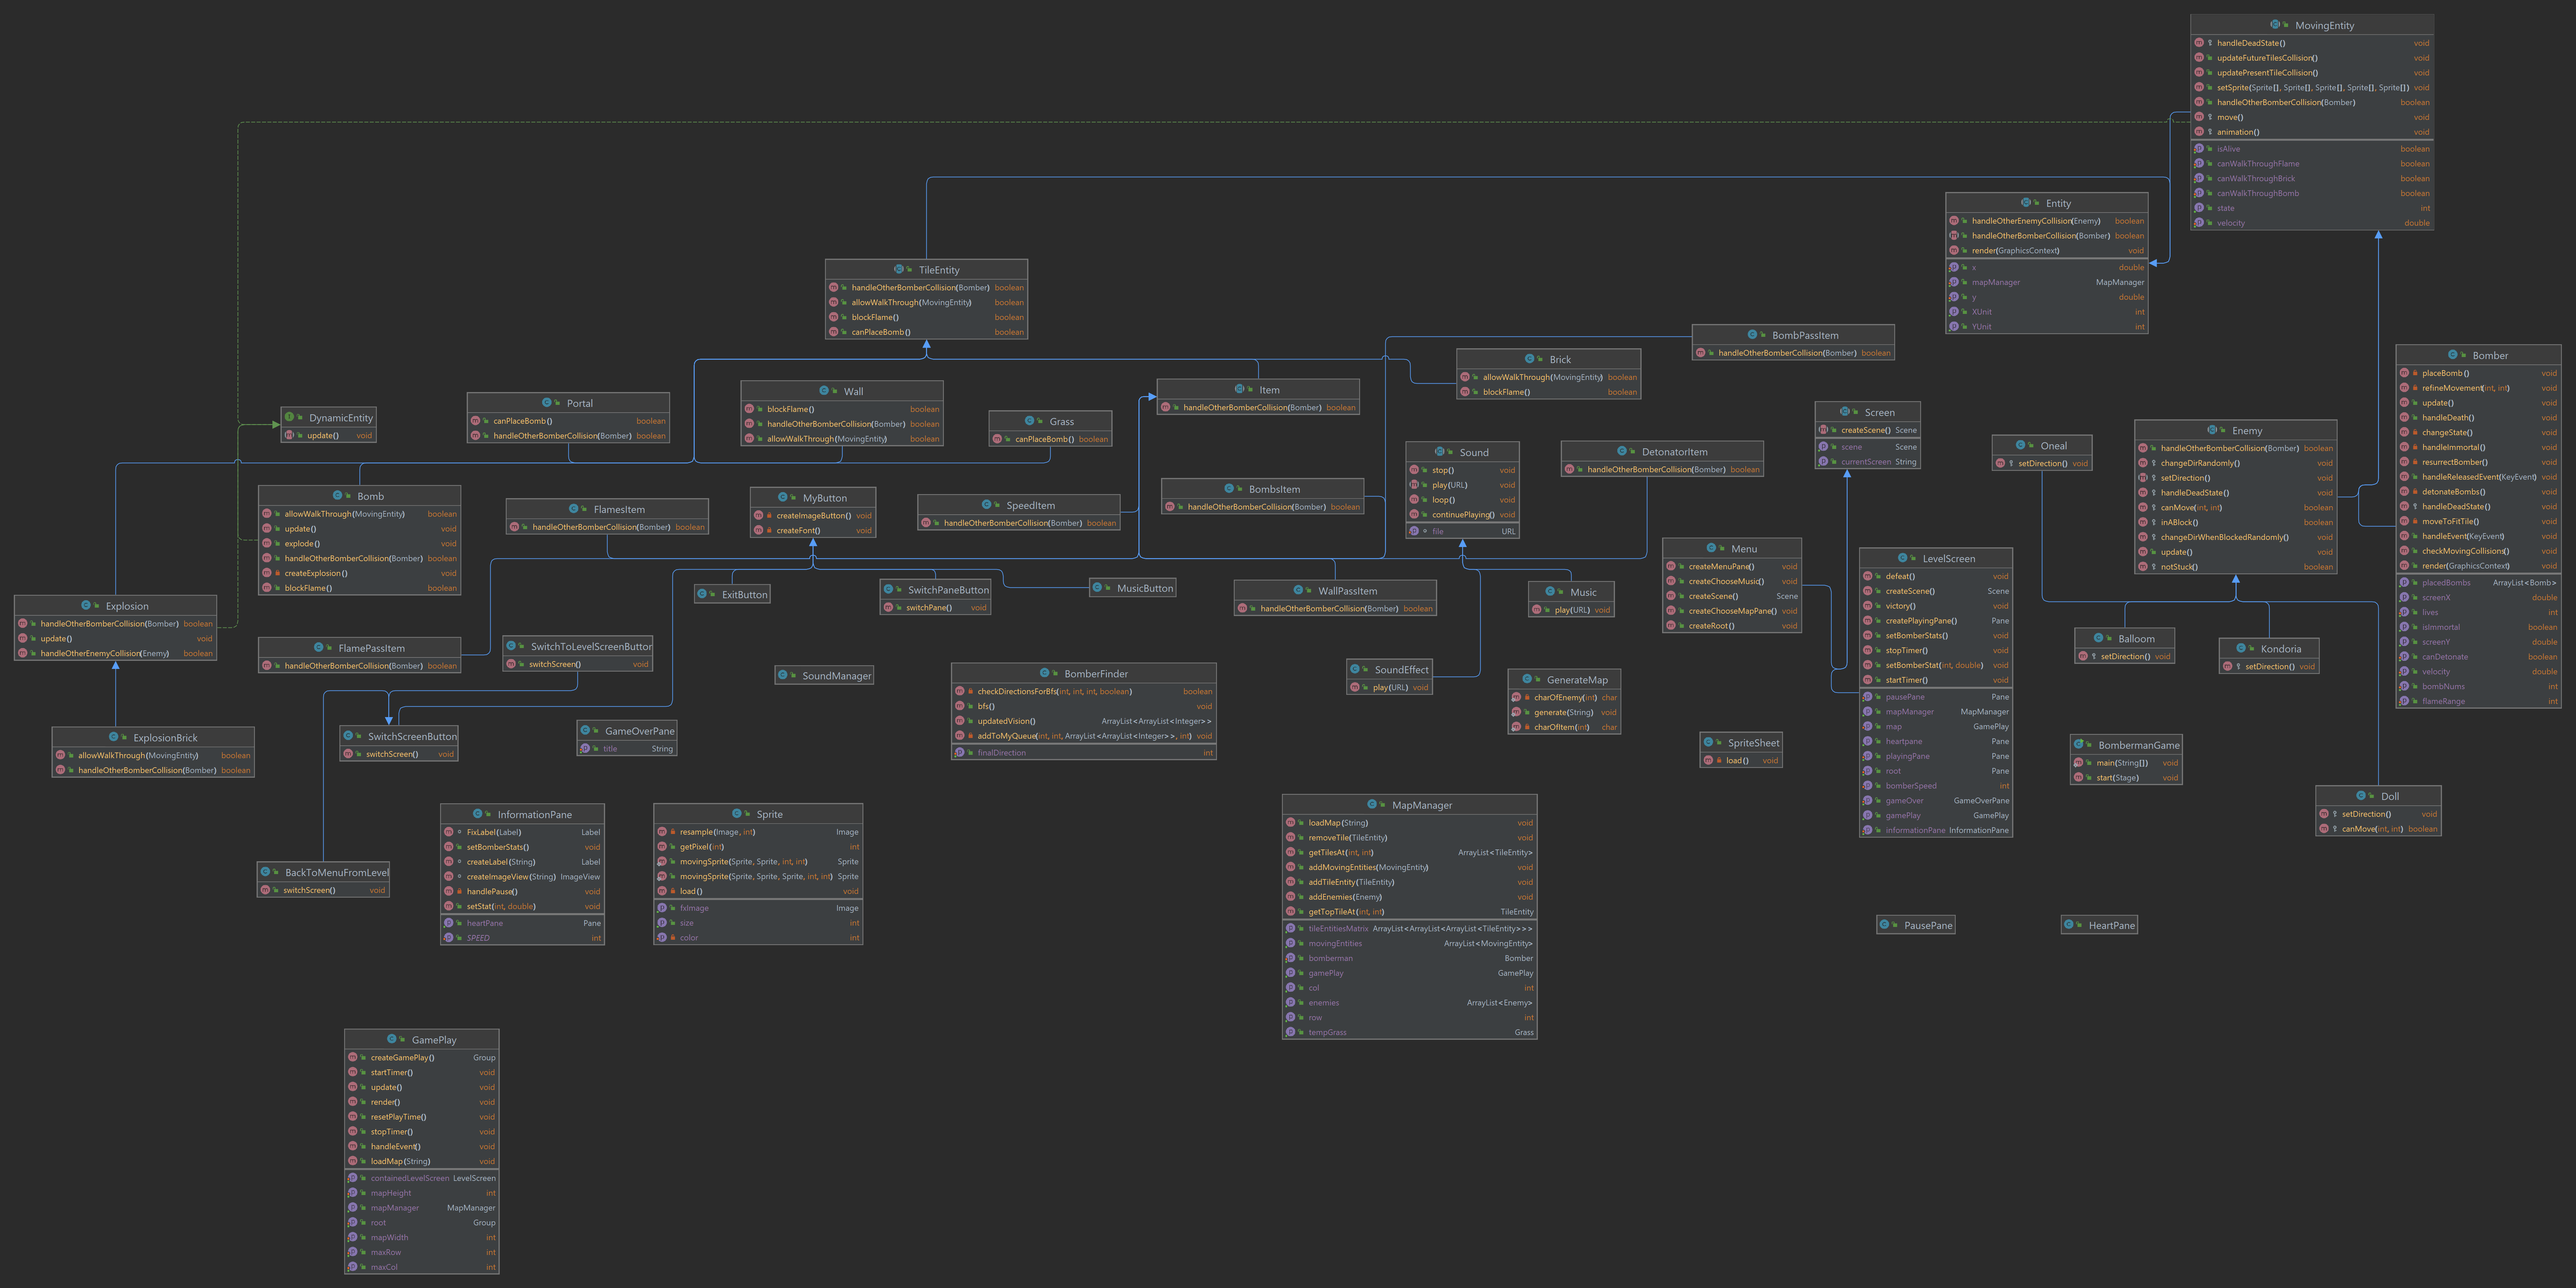 MovingEntity
handleDeadState() void
updateFutureTilesCollision() void
updatePresentTileCollision() void
setSprite(Sprite[], Sprite[], Sprite[], Sprite[], Sprite[]) void
handleOtherBomberCollision(Bomber) boolean
move() void
animation() void
isAlive boolean
canWalkThroughFlame boolean
canWalkThroughBrick boolean
canWalkThroughBomb boolean
state int
velocity double
Entity
handleOtherEnemyCollision(Enemy) boolean
handleOtherBomberCollision(Bomber) boolean
render(GraphicsContext) void
x double
mapManager MapManager
y double
XUnit int
YUnit int
TileEntity
handleOtherBomberCollision(Bomber) boolean
allowWalkThrough(MovingEntity) boolean
blockFlame() boolean
canPlaceBomb() boolean
BombPassItem
handleOtherBomberCollision(Bomber) boolean
Brick
allowWalkThrough(MovingEntity) boolean
blockFlame() boolean
Bomber
placeBomb() void
refineMovement(int, int) void
update() void
handleDeath() void
changeState() void
handleImmortal() void
resurrectBomber() void
handleReleasedEvent(KeyEvent) void
detonateBombs() void
handleDeadState() void
moveToFitTile() void
handleEvent(KeyEvent) void
checkMovingCollisions() void
render(GraphicsContext) void
placedBombs ArrayList<Bomb>
screenX double
lives int
isImmortal boolean
screenY double
canDetonate boolean
velocity double
bombNums int
flameRange int
DynamicEntity
update() void
Portal
canPlaceBomb() boolean
handleOtherBomberCollision(Bomber) boolean
Wall
blockFlame() boolean
handleOtherBomberCollision(Bomber) boolean
allowWalkThrough(MovingEntity) boolean
Grass
canPlaceBomb() boolean
Item
handleOtherBomberCollision(Bomber) boolean
Screen
createScene() Scene
scene Scene
currentScreen String
Sound
stop() void
play(URL) void
loop() void
continuePlaying() void
file URL
DetonatorItem
handleOtherBomberCollision(Bomber) boolean
Oneal
setDirection() void
Enemy
handleOtherBomberCollision(Bomber) boolean
changeDirRandomly() void
setDirection() void
handleDeadState() void
canMove(int, int) boolean
inABlock() boolean
changeDirWhenBlockedRandomly() void
update() void
notStuck() boolean
Bomb
allowWalkThrough(MovingEntity) boolean
update() void
explode() void
handleOtherBomberCollision(Bomber) boolean
createExplosion() void
blockFlame() boolean
FlamesItem
handleOtherBomberCollision(Bomber) boolean
MyButton
createImageButton() void
createFont() void
SpeedItem
handleOtherBomberCollision(Bomber) boolean
BombsItem
handleOtherBomberCollision(Bomber) boolean
Menu
createMenuPane() void
createChooseMusic() void
createScene() Scene
createChooseMapPane() void
createRoot() void
LevelScreen
defeat() void
createScene() Scene
victory() void
createPlayingPane() Pane
setBomberStats() void
stopTimer() void
setBomberStat(int, double) void
startTimer() void
pausePane Pane
mapManager MapManager
map GamePlay
heartpane Pane
playingPane Pane
root Pane
bomberSpeed int
gameOver GameOverPane
gamePlay GamePlay
informationPane InformationPane
Explosion
handleOtherBomberCollision(Bomber) boolean
update() void
handleOtherEnemyCollision(Enemy) boolean
ExitButton
SwitchPaneButton
switchPane() void
MusicButton
WallPassItem
handleOtherBomberCollision(Bomber) boolean
Music
play(URL) void
Balloom
setDirection() void
Kondoria
setDirection() void
FlamePassItem
handleOtherBomberCollision(Bomber) boolean
SwitchToLevelScreenButton
switchScreen() void
SoundManager
BomberFinder
checkDirectionsForBfs(int, int, int, boolean) boolean
bfs() void
updatedVision() ArrayList<ArrayList<Integer>>
addToMyQueue(int, int, ArrayList<ArrayList<Integer>>, int) void
finalDirection int
SoundEffect
play(URL) void
GenerateMap
charOfEnemy(int) char
generate(String) void
charOfItem(int) char
ExplosionBrick
allowWalkThrough(MovingEntity) boolean
handleOtherBomberCollision(Bomber) boolean
SwitchScreenButton
switchScreen() void
GameOverPane
title String
SpriteSheet
load() void
BombermanGame
main(String[]) void
start(Stage) void
Doll
setDirection() void
canMove(int, int) boolean
InformationPane
FixLabel(Label) Label
setBomberStats() void
createLabel(String) Label
createImageView(String) ImageView
handlePause() void
setStat(int, double) void
heartPane Pane
SPEED int
Sprite
resample(Image, int) Image
getPixel(int) int
movingSprite(Sprite, Sprite, int, int) Sprite
movingSprite(Sprite, Sprite, Sprite, int, int) Sprite
load() void
fxImage Image
size int
color int
MapManager
loadMap(String) void
removeTile(TileEntity) void
getTilesAt(int, int) ArrayList<TileEntity>
addMovingEntities(MovingEntity) void
addTileEntity(TileEntity) void
addEnemies(Enemy) void
getTopTileAt(int, int) TileEntity
tileEntitiesMatrix ArrayList<ArrayList<ArrayList<TileEntity>>>
movingEntities ArrayList<MovingEntity>
bomberman Bomber
gamePlay GamePlay
col int
enemies ArrayList<Enemy>
row int
tempGrass Grass
BackToMenuFromLevel
switchScreen() void
PausePane
HeartPane
GamePlay
createGamePlay() Group
startTimer() void
update() void
render() void
resetPlayTime() void
stopTimer() void
handleEvent() void
loadMap(String) void
containedLevelScreen LevelScreen
mapHeight int
mapManager MapManager
root Group
mapWidth int
maxRow int
maxCol int